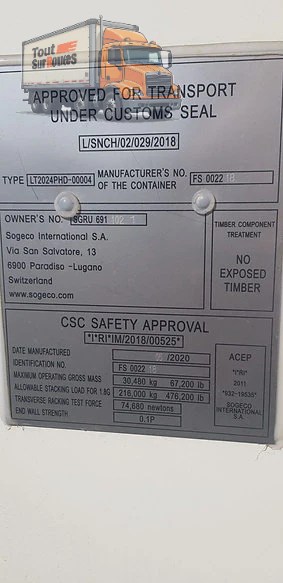 Tout
Sur Roues
APPROVED FOR TRANSPORT
UNDER CUSTOMS SEAL
L/SNCH/02/029/2018
TYPE LT2024PHD-00004 MANUFACTURER'S NO. OF THE CONTAINER FS 0022
OWNER'S NO. SGRU 691
Sogeco International S.A.
Via San Salvatore, 13
6900 Paradiso -Lugano
Switzerland
www.sogeco.com
TIMBER COMPONENT
TREATMENT
NO
EXPOSED
TIMBER
CSC SAFETY APPROVAL
*I*RI*IM/2018/00525*
DATE MANUFACTURED /2020
IDENTIFICATION NO. FS 0022
MAXIMUM OPERATING GROSS MASS 30,480 kg 67,200 lb
ALLOWABLE STACKING LOAD FOR 1.8G 216,000 kg 476,200 lb
TRANSVERSE RACKING TEST FORCE 74,680 newtons
END WALL STRENGTH 0.1P
ACEP
*I*RI*
2011
SOGECO
INTERNATIONAL
S.A.